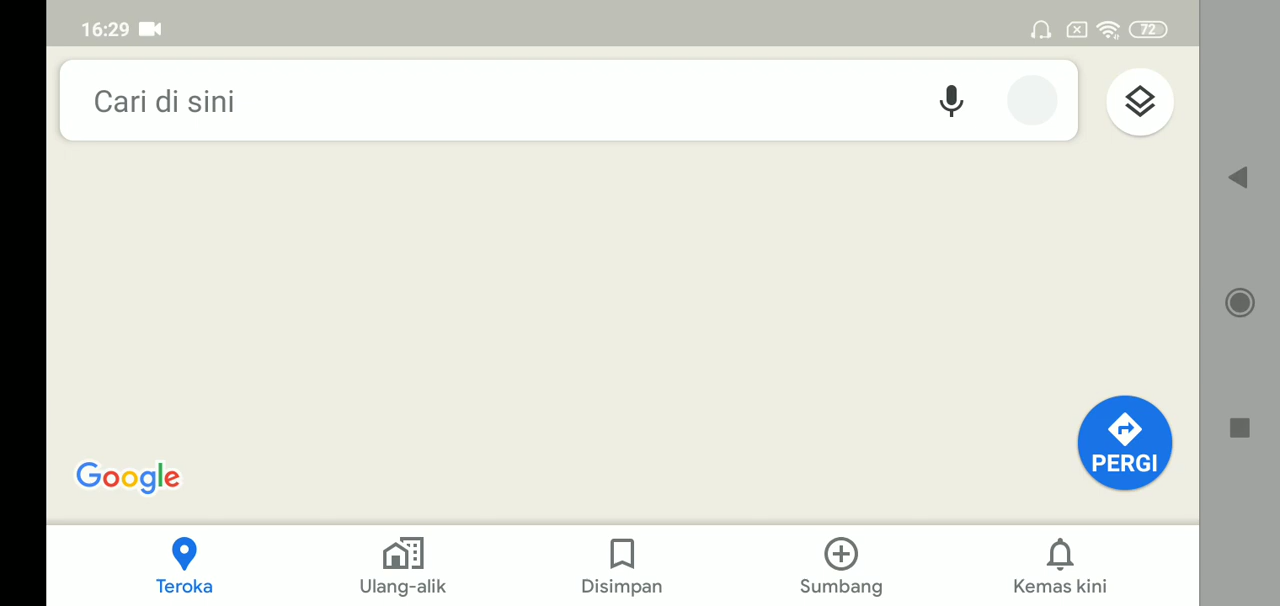 16:29
72
Cari di sini
PERGI
Google
Teroka
Ulang-alik
Disimpan
Sumbang
Kemas kini